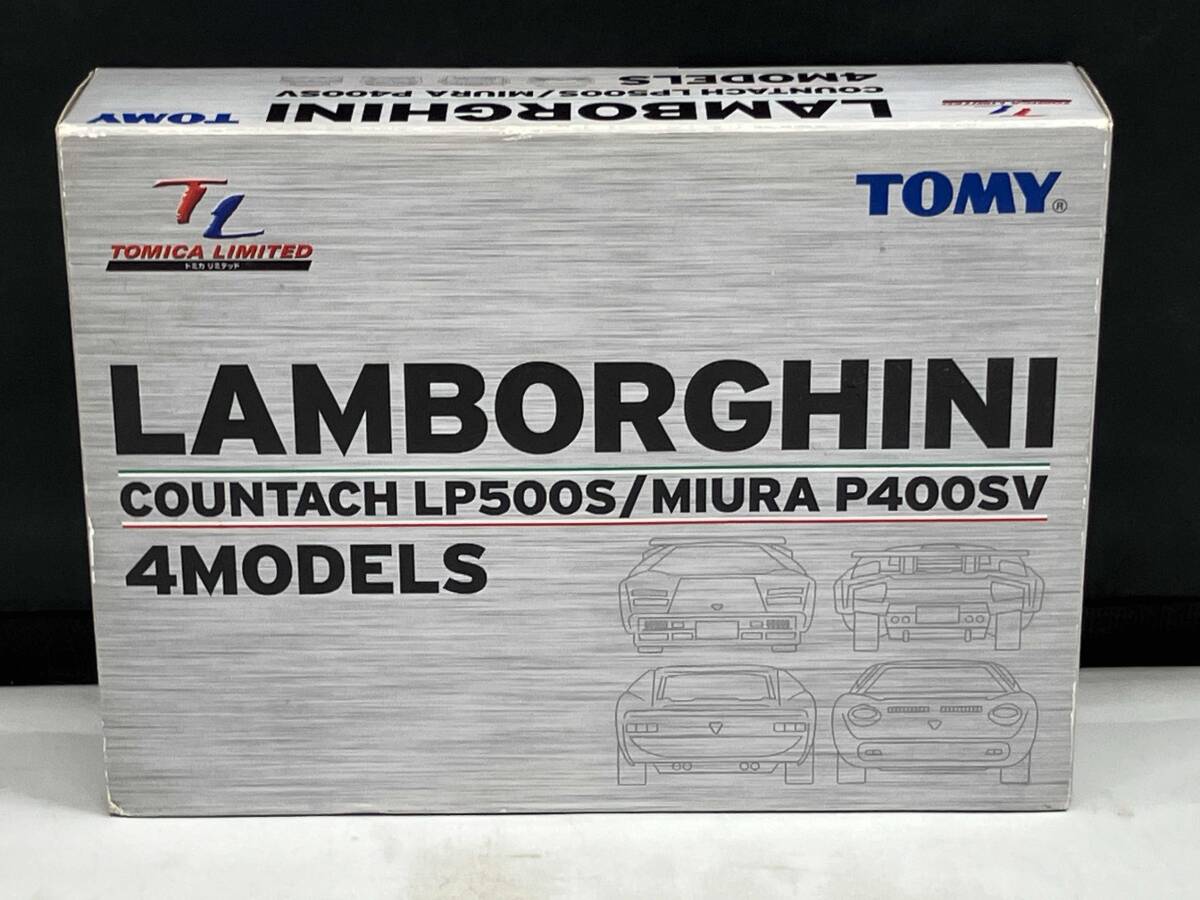 4MODELS
COUNTACH LP500S/MIURA P400SV
LAMBORGHINI
TOMY
TL
TL
TOMICA LIMITED
トミカ リミテッド
TOMY®
LAMBORGHINI
COUNTACH LP500S/MIURA P400SV
4MODELS